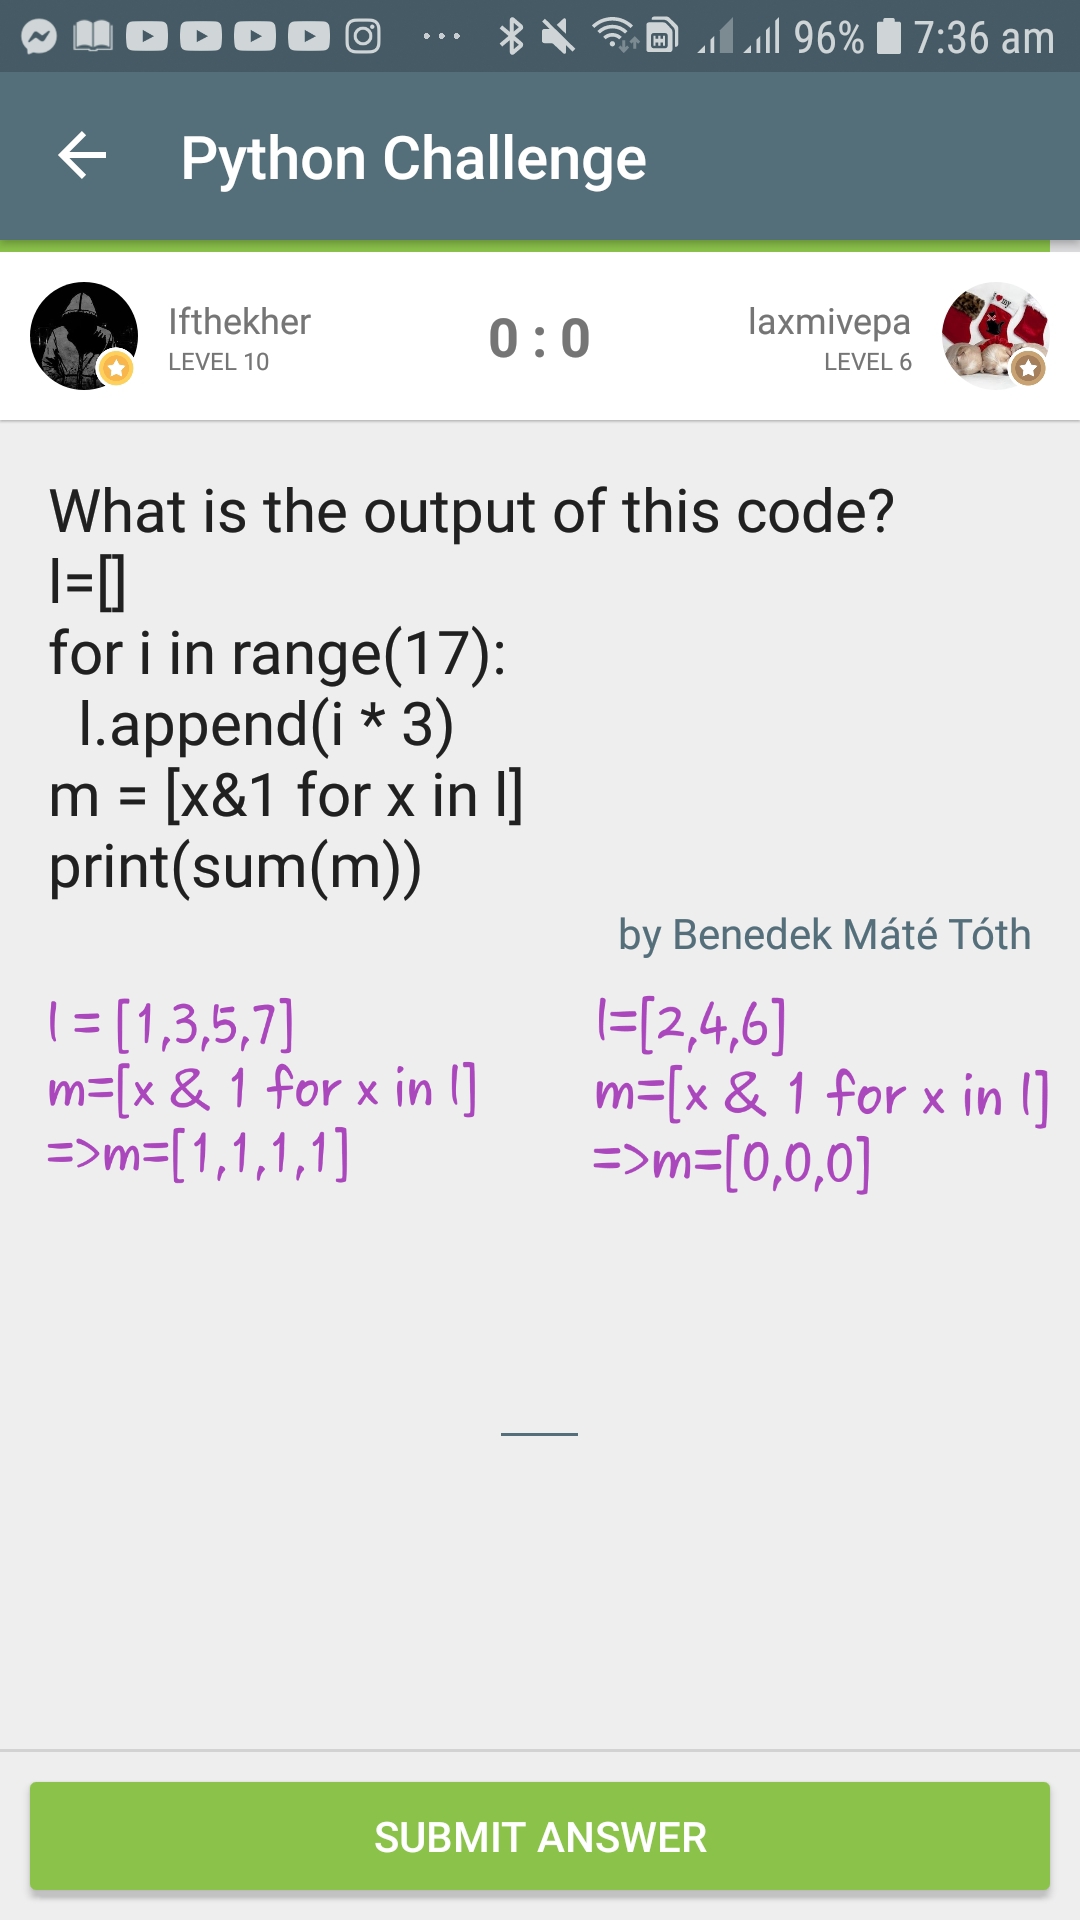 96% 7:36 am
Python Challenge
Ifthekher
LEVEL 10
0 : 0
laxmivepa
LEVEL 6
What is the output of this code?
l=[]
for i in range(17):
l.append(i * 3)
m = [x&1 for x in l]
print(sum(m))
by Benedek Máté Tóth
l = [1,3,5,7]
m=[x & 1 for x in l]
=>m=[1,1,1,1]
l=[2,4,6]
m=[x & 1 for x in l]
=>m=[0,0,0]
SUBMIT ANSWER